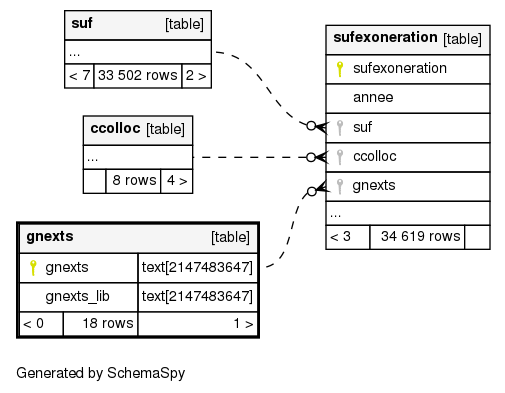 suf [table]
...
< 7 33 502 rows 2 >
ccolloc [table]
...
8 rows 4 >
gnexts [table]
gnexts text[2147483647]
gnexts_lib text[2147483647]
< 0 18 rows 1 >
sufexoneration [table]
sufexoneration
annee
suf
ccolloc
gnexts
...
< 3 34 619 rows
Generated by SchemaSpy